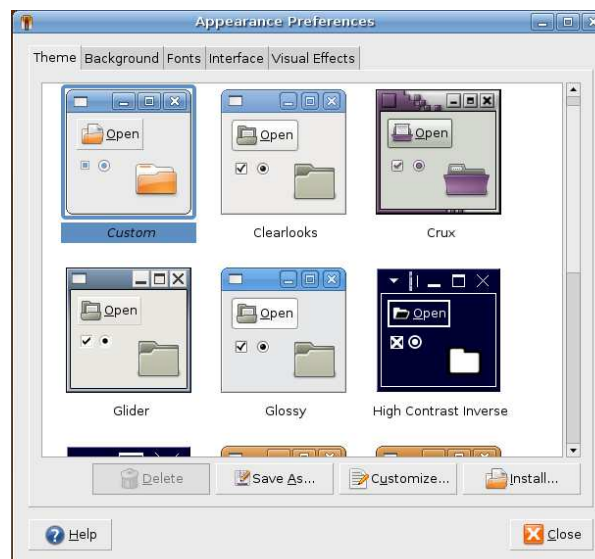 Appearance Preferences
Theme Background Fonts Interface Visual Effects
Open Open Open
Custom Clearlooks Crux
Open Open Open
Glider Glossy High Contrast Inverse
Delete Save As... Customize... Install...
Help Close